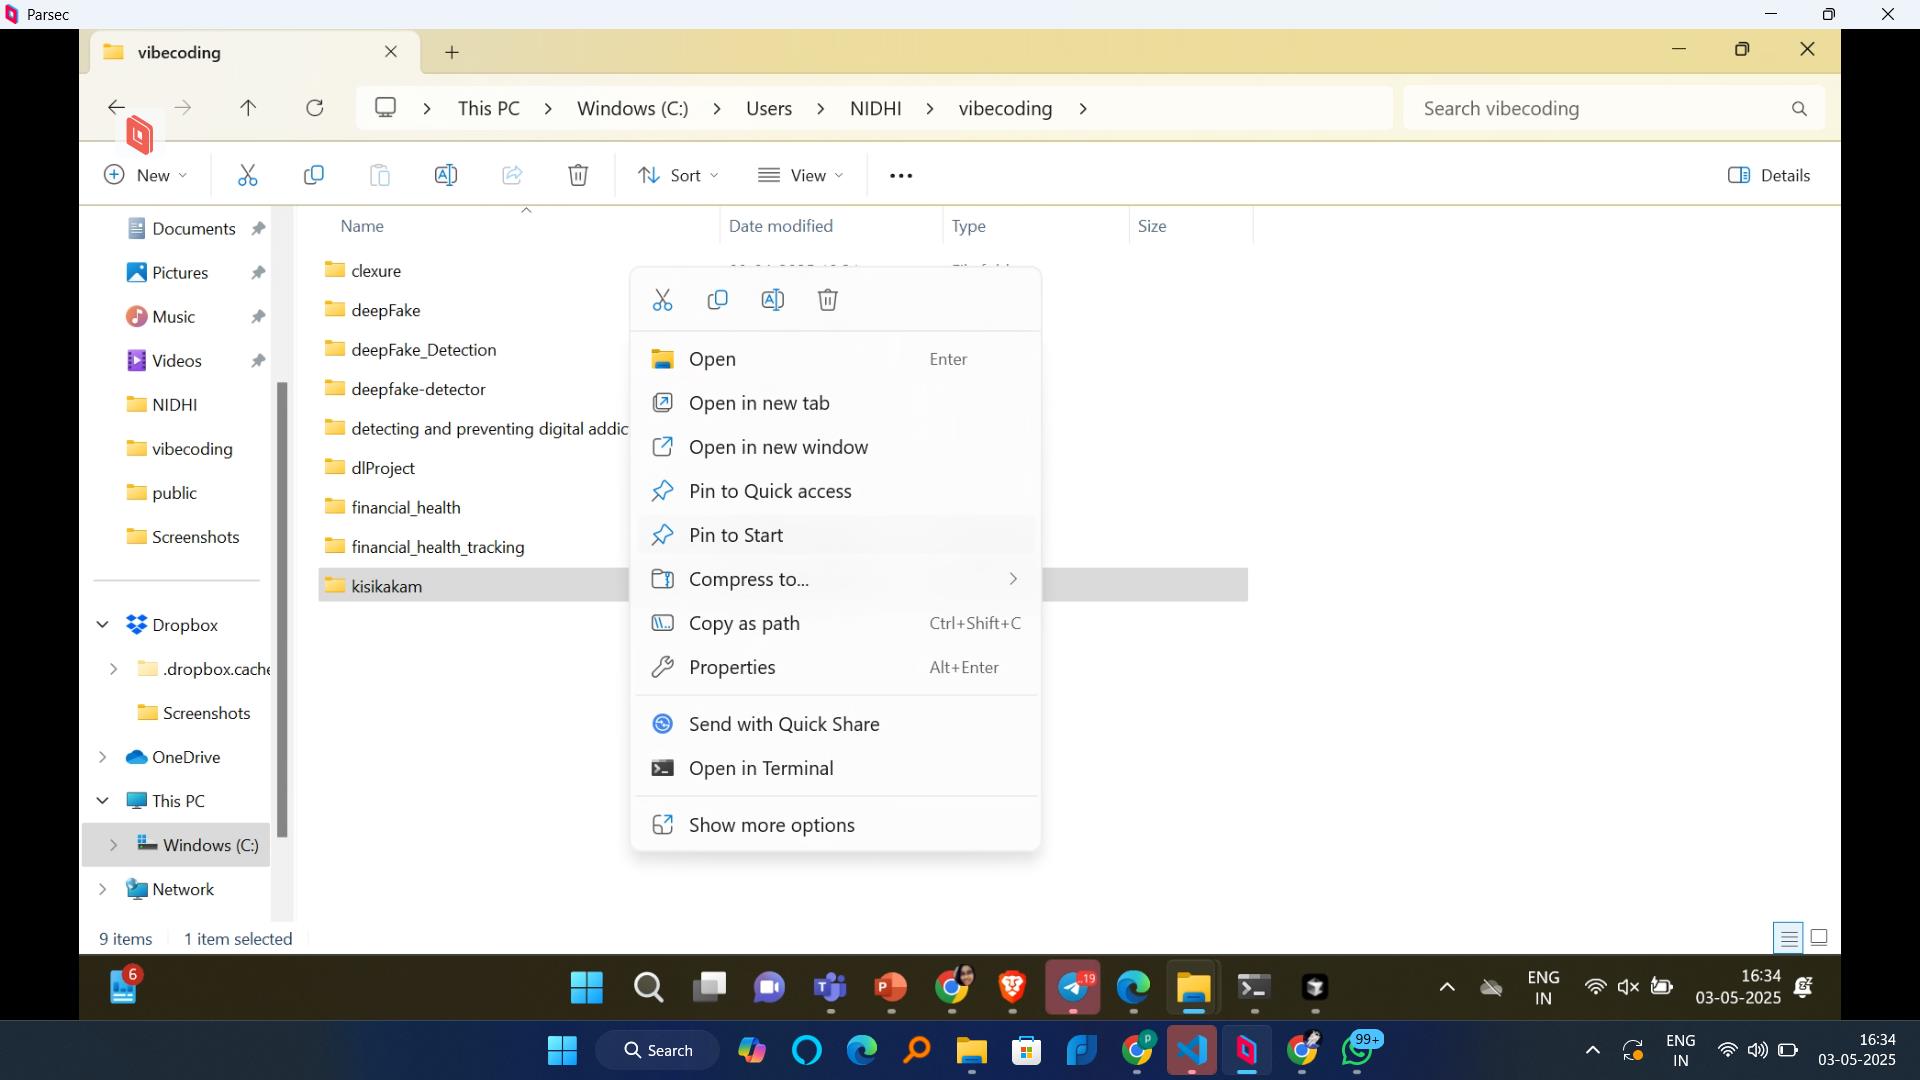 Parsec
vibecoding
This PC
Windows (C:)
Users
NIDHI
vibecoding
Search vibecoding
New
Sort
View
Details
Documents
Pictures
Music
Videos
NIDHI
vibecoding
public
Screenshots
Dropbox
.dropbox.cache
Screenshots
OneDrive
This PC
Windows (C:)
Network
Name
Date modified
Type
Size
clexure
deepFake
deepFake_Detection
deepfake-detector
detecting and preventing digital addic
dlProject
financial_health
financial_health_tracking
kisikakam
Open Enter
Open in new tab
Open in new window
Pin to Quick access
Pin to Start
Compress to...
Copy as path Ctrl+Shift+C
Properties Alt+Enter
Send with Quick Share
Open in Terminal
Show more options
9 items
1 item selected
6
19
ENG
IN
16:34
03-05-2025
Search
P
99+
ENG
IN
16:34
03-05-2025